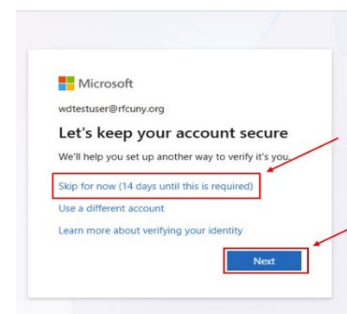 Microsoft
wdtestuser@rfcuny.org
Let's keep your account secure
We'll help you set up another way to verify it's you.
Skip for now (14 days until this is required)
Use a different account
Learn more about verifying your identity
Next